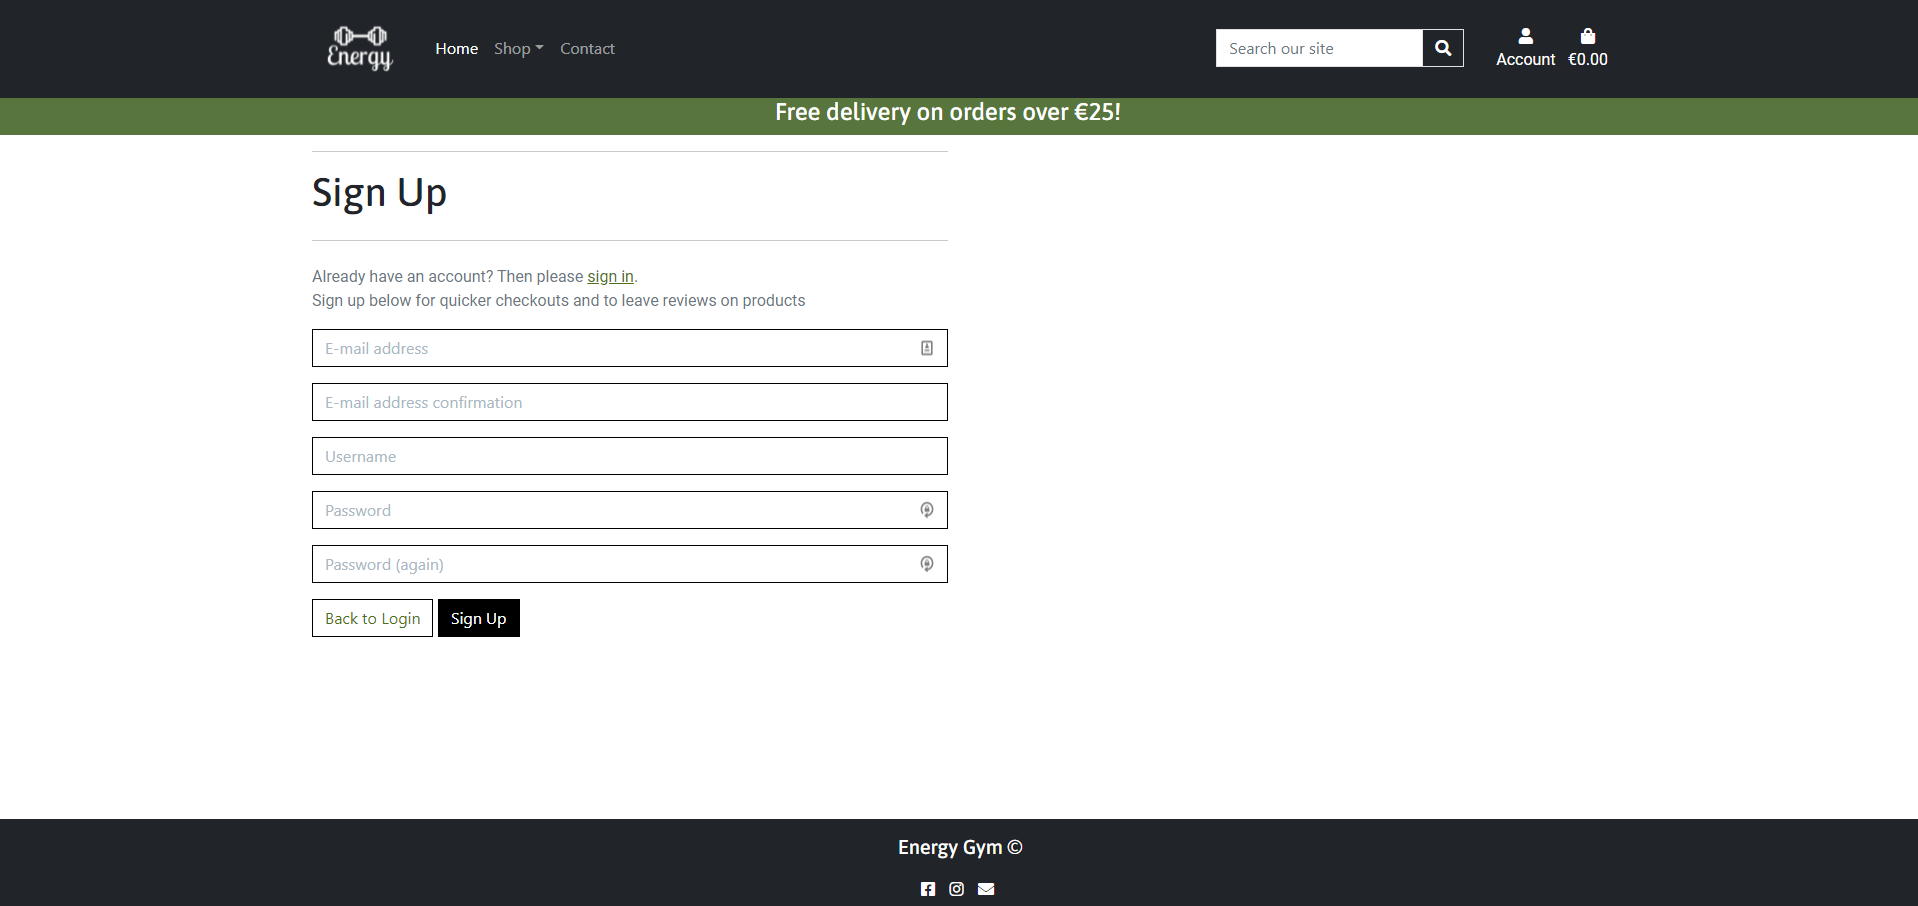 Energy
Home Shop Contact
Search our site
Account €0.00
Free delivery on orders over €25!
Sign Up
Already have an account? Then please sign in.
Sign up below for quicker checkouts and to leave reviews on products
E-mail address
E-mail address confirmation
Username
Password
Password (again)
Back to Login Sign Up
Energy Gym ©